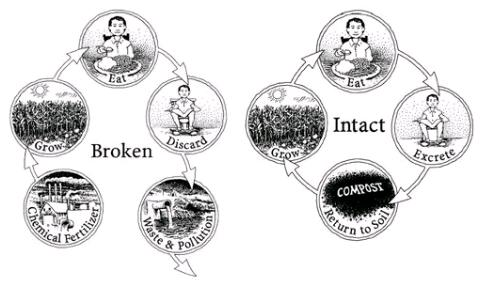 Eat
Discard
Waste & Pollution
Chemical Fertilizer
Grow
Broken
Eat
Excrete
COMPOST
Return to Soil
Grow
Intact